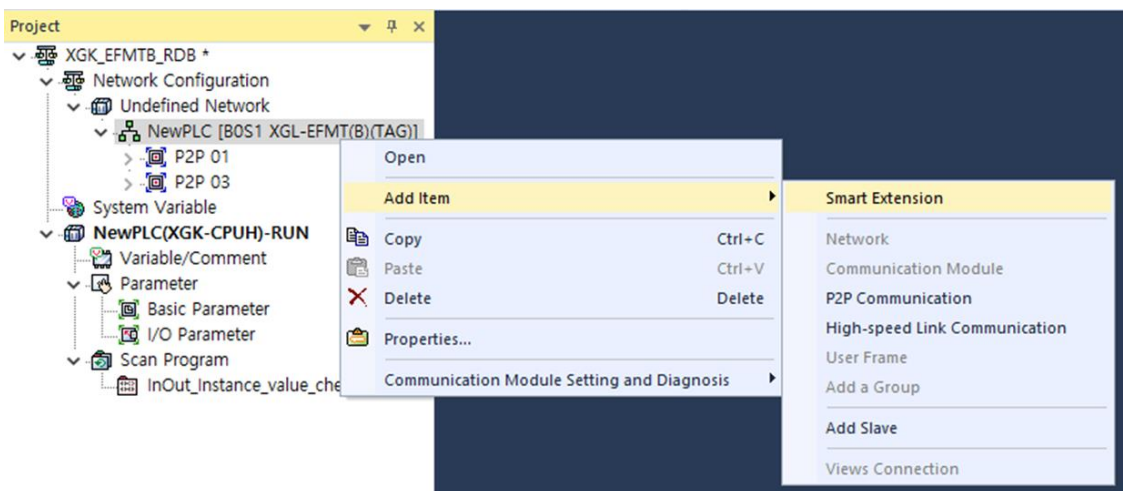 Project
XGK_EFMTB_RDB *
Network Configuration
Undefined Network
NewPLC [B0S1 XGL-EFMT(B)(TAG)]
P2P 01
P2P 03
System Variable
NewPLC(XGK-CPUH)-RUN
Variable/Comment
Parameter
Basic Parameter
I/O Parameter
Scan Program
InOut_Instance_value_che
Open
Add Item
Copy Ctrl+C
Paste Ctrl+V
Delete Delete
Properties...
Communication Module Setting and Diagnosis
Smart Extension
Network
Communication Module
P2P Communication
High-speed Link Communication
User Frame
Add a Group
Add Slave
Views Connection